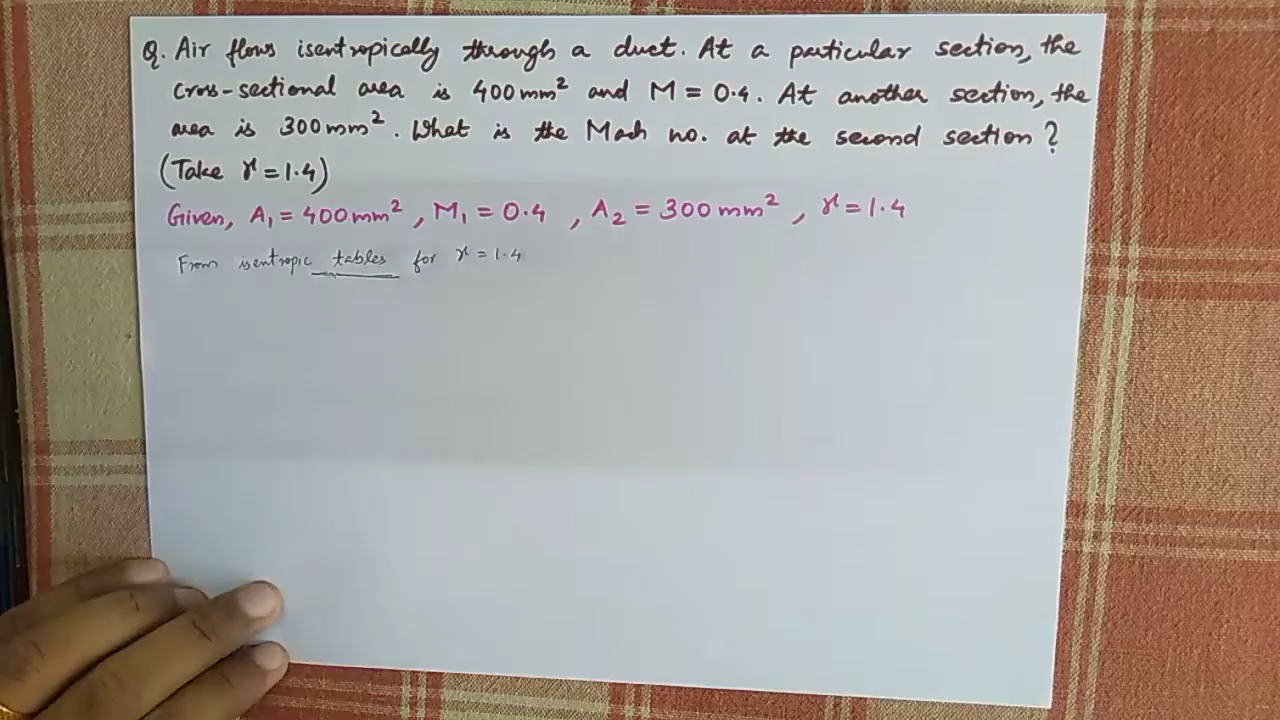 Q. Air flows isentropically through a duct. At a particular section, the
cross-sectional area is 400 mm² and M = 0.4. At another section, the
area is 300 mm². What is the Mach no. at the second section?
(Take γ = 1.4)
Given, A₁ = 400 mm², M₁ = 0.4, A₂ = 300 mm², γ = 1.4
From isentropic tables for γ = 1.4